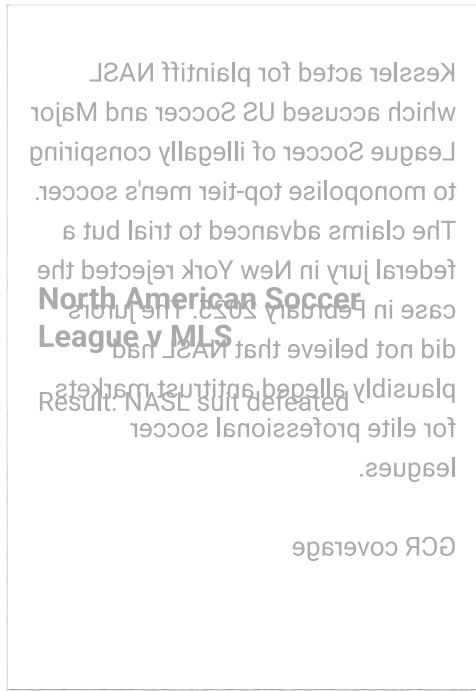 Kessler acted for plaintiff NASL
which accused US Soccer and Major
League Soccer of illegally conspiring
to monopolise top-tier men's soccer.
The claims advanced to trial but a
federal jury in New York rejected the
case in February 2025. The jurors
did not believe that NASL had
plausibly alleged antitrust markets
for elite professional soccer
leagues.
GCR coverage
North American Soccer
League v MLS
Result: NASL suit defeated